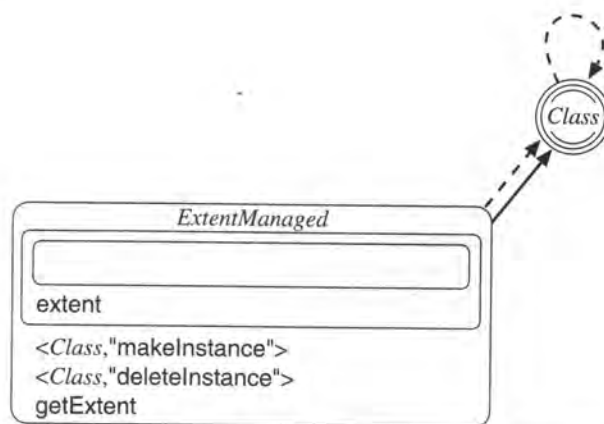 Class
ExtentManaged
extent
<Class,"makeInstance">
<Class,"deleteInstance">
getExtent